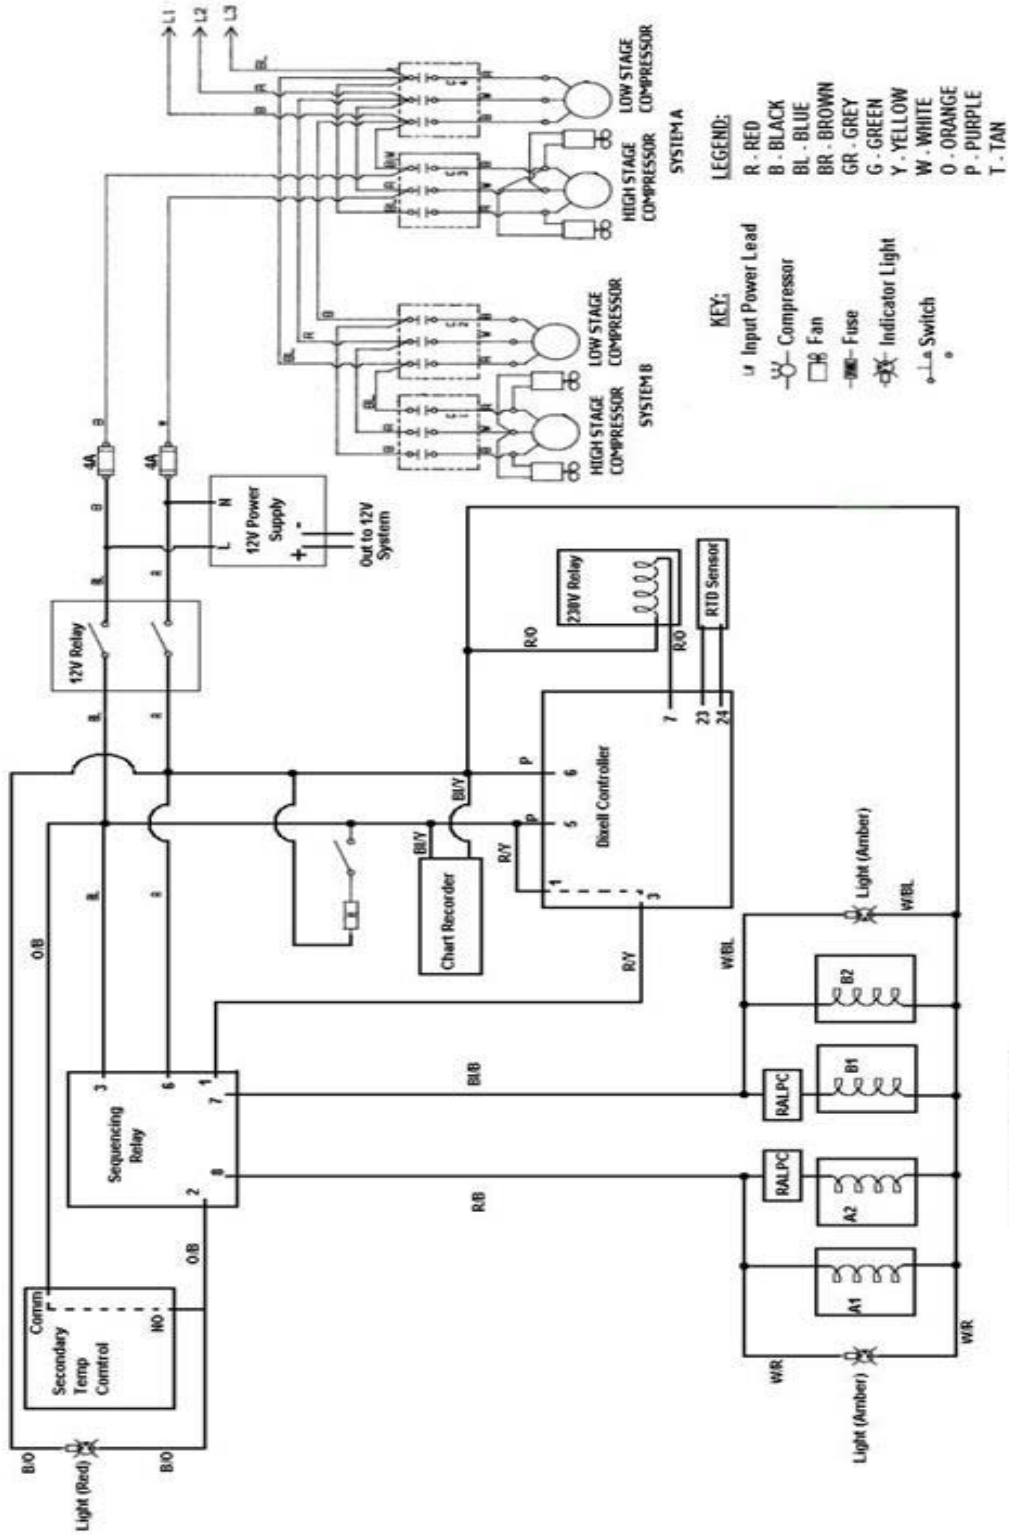 L1
L2
L3
BL
R
B
LOW STAGE
COMPRESSOR
HIGH STAGE
COMPRESSOR
SYSTEM A
LOW STAGE
COMPRESSOR
HIGH STAGE
COMPRESSOR
SYSTEM B
LEGEND:
R - RED
B - BLACK
BL - BLUE
BR - BROWN
GR - GREY
G - GREEN
Y - YELLOW
W - WHITE
O - ORANGE
P - PURPLE
T - TAN
KEY:
Input Power Lead
Compressor
Fan
Fuse
Indicator Light
Switch
4A
4A
12V Power
Supply
L
N
+ -
Out to 12V
System
12V Relay
BL
R
BL
R
230V Relay
R/O
R/O
RTD Sensor
Dixell Controller
7
23
24
6
5
1
3
P
P
Bl/Y
Bl/Y
R/Y
R/Y
Chart Recorder
BL
R
O/B
Sequencing
Relay
3
6
1
7
8
2
O/B
Bl/B
R/B
Comm
NO
Secondary
Temp
Comtrol
B/O
B/O
Light (Red)
W/BL
W/BL
Light (Amber)
B2
B1
RALPC
RALPC
A2
A1
W/R
W/R
Light (Amber)